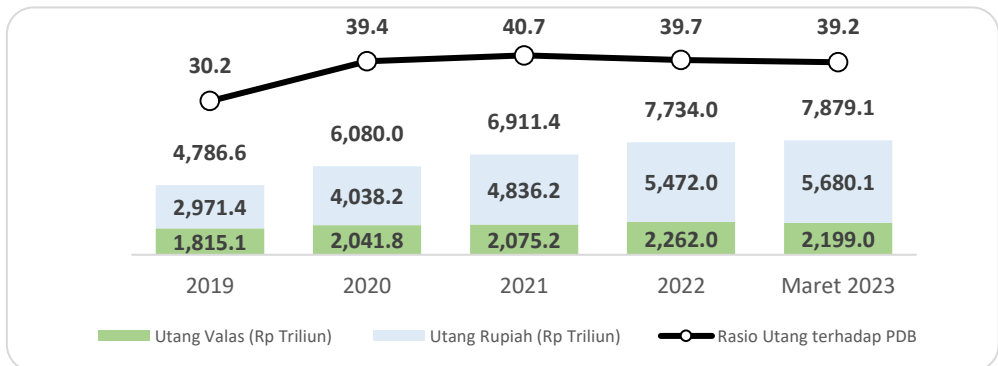 30.2 39.4 40.7 39.7 39.2
4,786.6 6,080.0 6,911.4 7,734.0 7,879.1
2,971.4 4,038.2 4,836.2 5,472.0 5,680.1
1,815.1 2,041.8 2,075.2 2,262.0 2,199.0
2019 2020 2021 2022 Maret 2023
Utang Valas (Rp Triliun) Utang Rupiah (Rp Triliun) Rasio Utang terhadap PDB